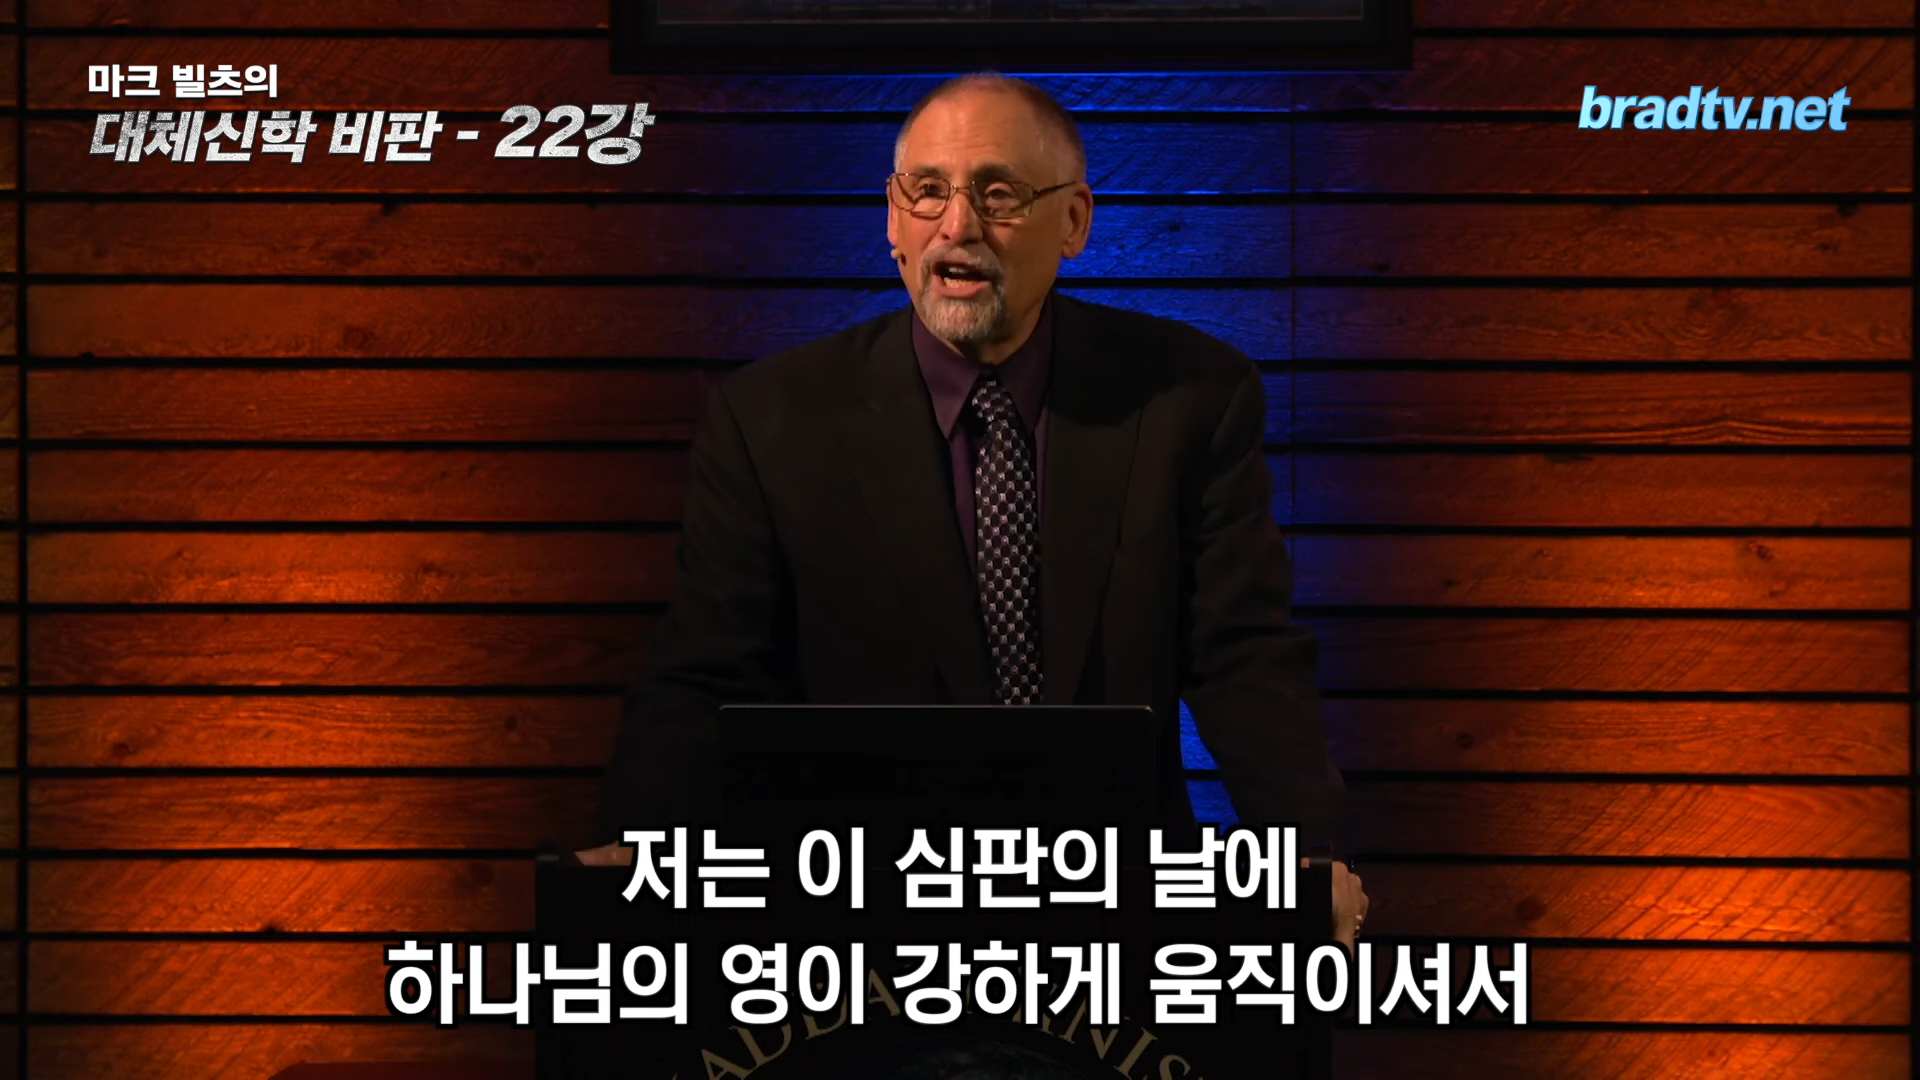 마크 빌츠의
대체신학 비판 - 22강
bradtv.net
저는 이 심판의 날에
하나님의 영이 강하게 움직이셔서